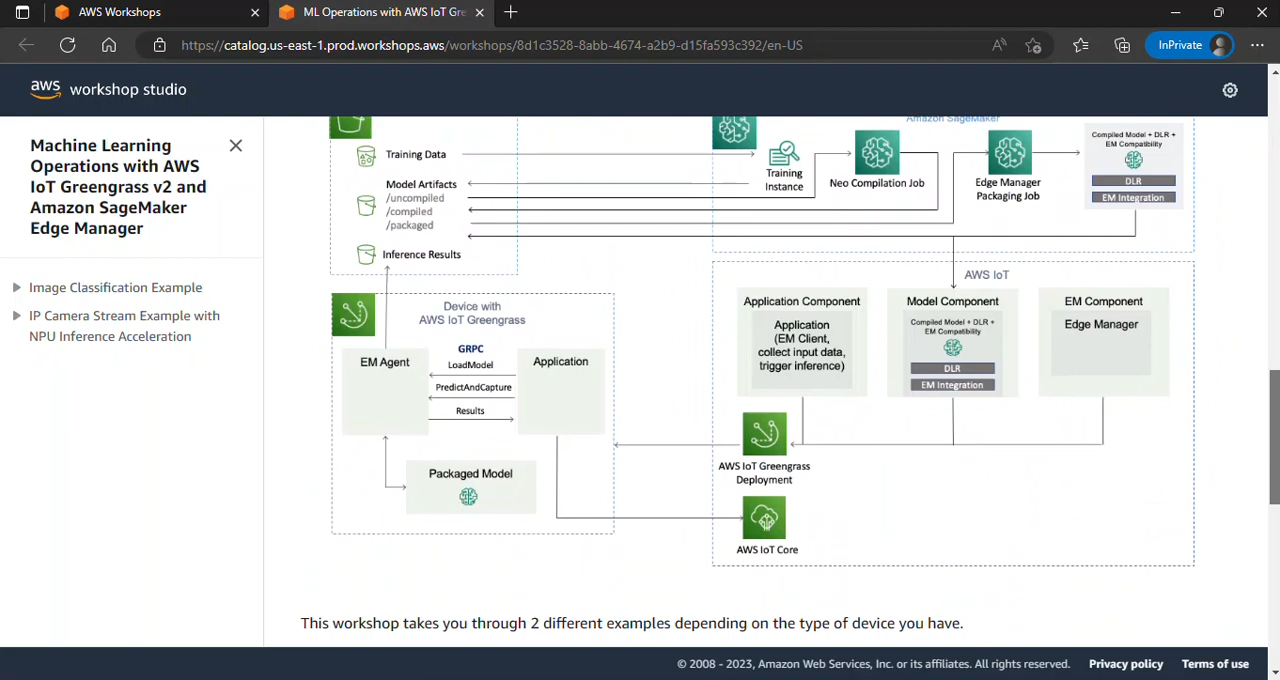 AWS Workshops
ML Operations with AWS IoT Gre
https://catalog.us-east-1.prod.workshops.aws/workshops/8d1c3528-8abb-4674-a2b9-d15fa593c392/en-US
InPrivate
aws workshop studio
Machine Learning
Operations with AWS
IoT Greengrass v2 and
Amazon SageMaker
Edge Manager
Image Classification Example
IP Camera Stream Example with
NPU Inference Acceleration
Amazon SageMaker
Training Data
Model Artifacts
/uncompiled
/compiled
/packaged
Inference Results
Training
Instance
Neo Compilation Job
Edge Manager
Packaging Job
Compiled Model + DLR +
EM Compatibility
DLR
EM Integration
Device with
AWS IoT Greengrass
EM Agent
GRPC
LoadModel
PredictAndCapture
Results
Application
Packaged Model
AWS IoT
Application Component
Application
(EM Client,
collect input data,
trigger inference)
Model Component
Compiled Model + DLR +
EM Compatibility
DLR
EM Integration
EM Component
Edge Manager
AWS IoT Greengrass
Deployment
AWS IoT Core
This workshop takes you through 2 different examples depending on the type of device you have.
© 2008 - 2023, Amazon Web Services, Inc. or its affiliates. All rights reserved.
Privacy policy
Terms of use